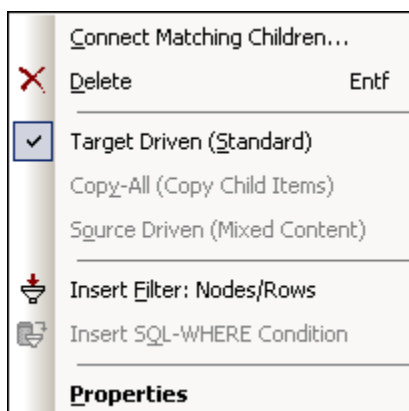 Connect Matching Children...
Delete Entf
Target Driven (Standard)
Copy-All (Copy Child Items)
Source Driven (Mixed Content)
Insert Filter: Nodes/Rows
Insert SQL-WHERE Condition
Properties